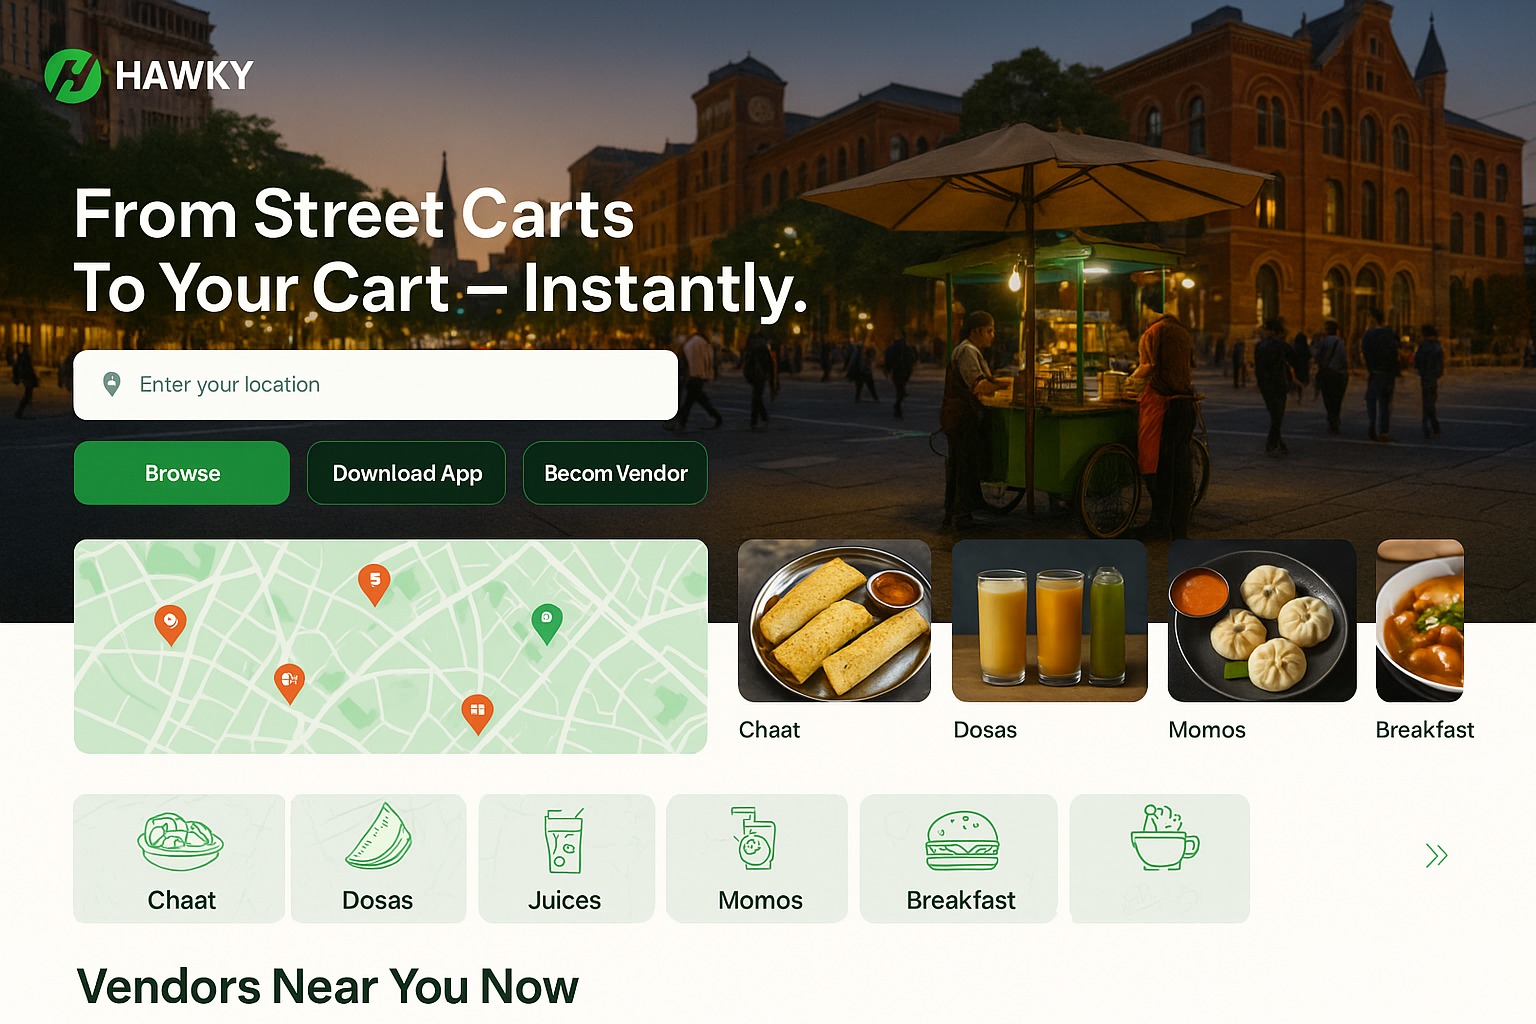 HAWKY
From Street Carts
To Your Cart – Instantly.
Enter your location
Browse
Download App
Becom Vendor
5
Chaat
Dosas
Momos
Breakfast
Chaat
Dosas
Juices
Momos
Breakfast
Vendors Near You Now